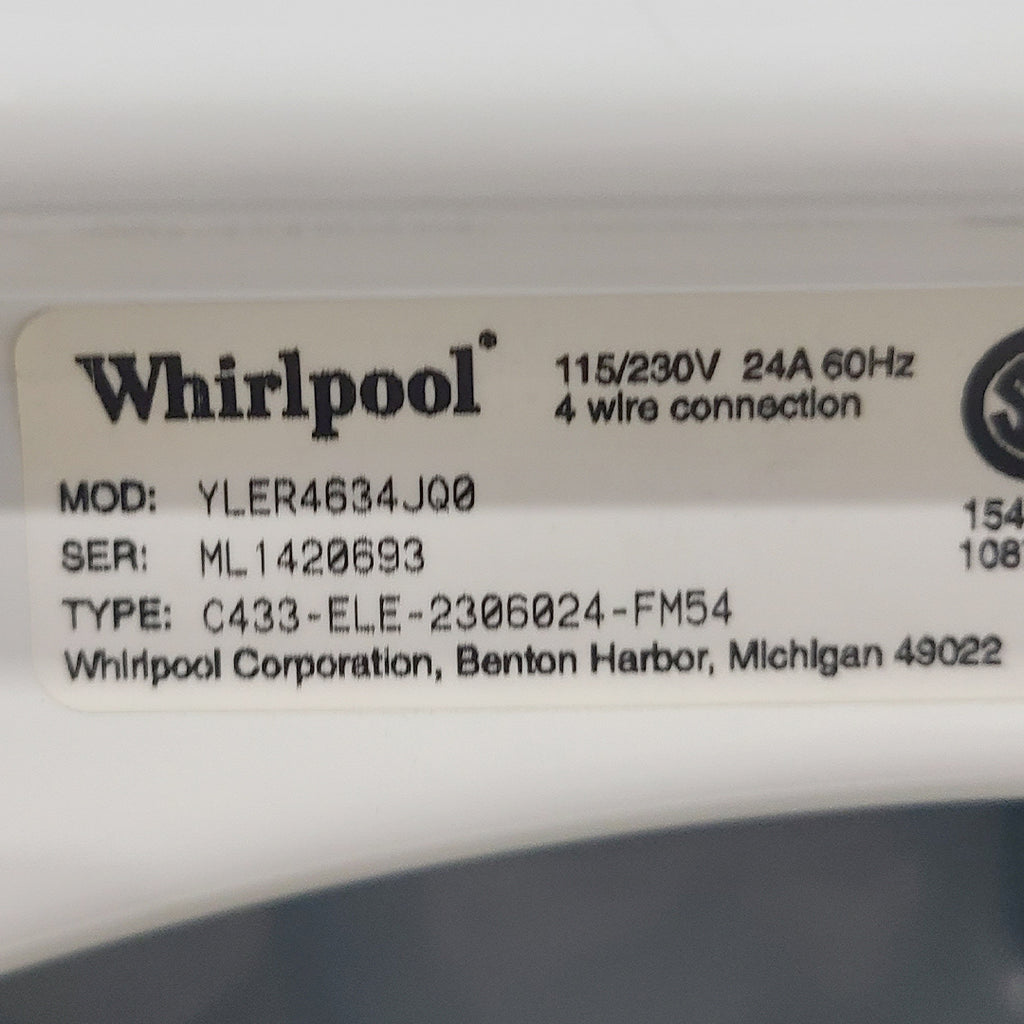 Whirlpool®
115/230V 24A 60Hz
4 wire connection
MOD: YLER4634JQ0
SER: ML1420693
TYPE: C433-ELE-2306024-FM54
Whirlpool Corporation, Benton Harbor, Michigan 49022
154
108